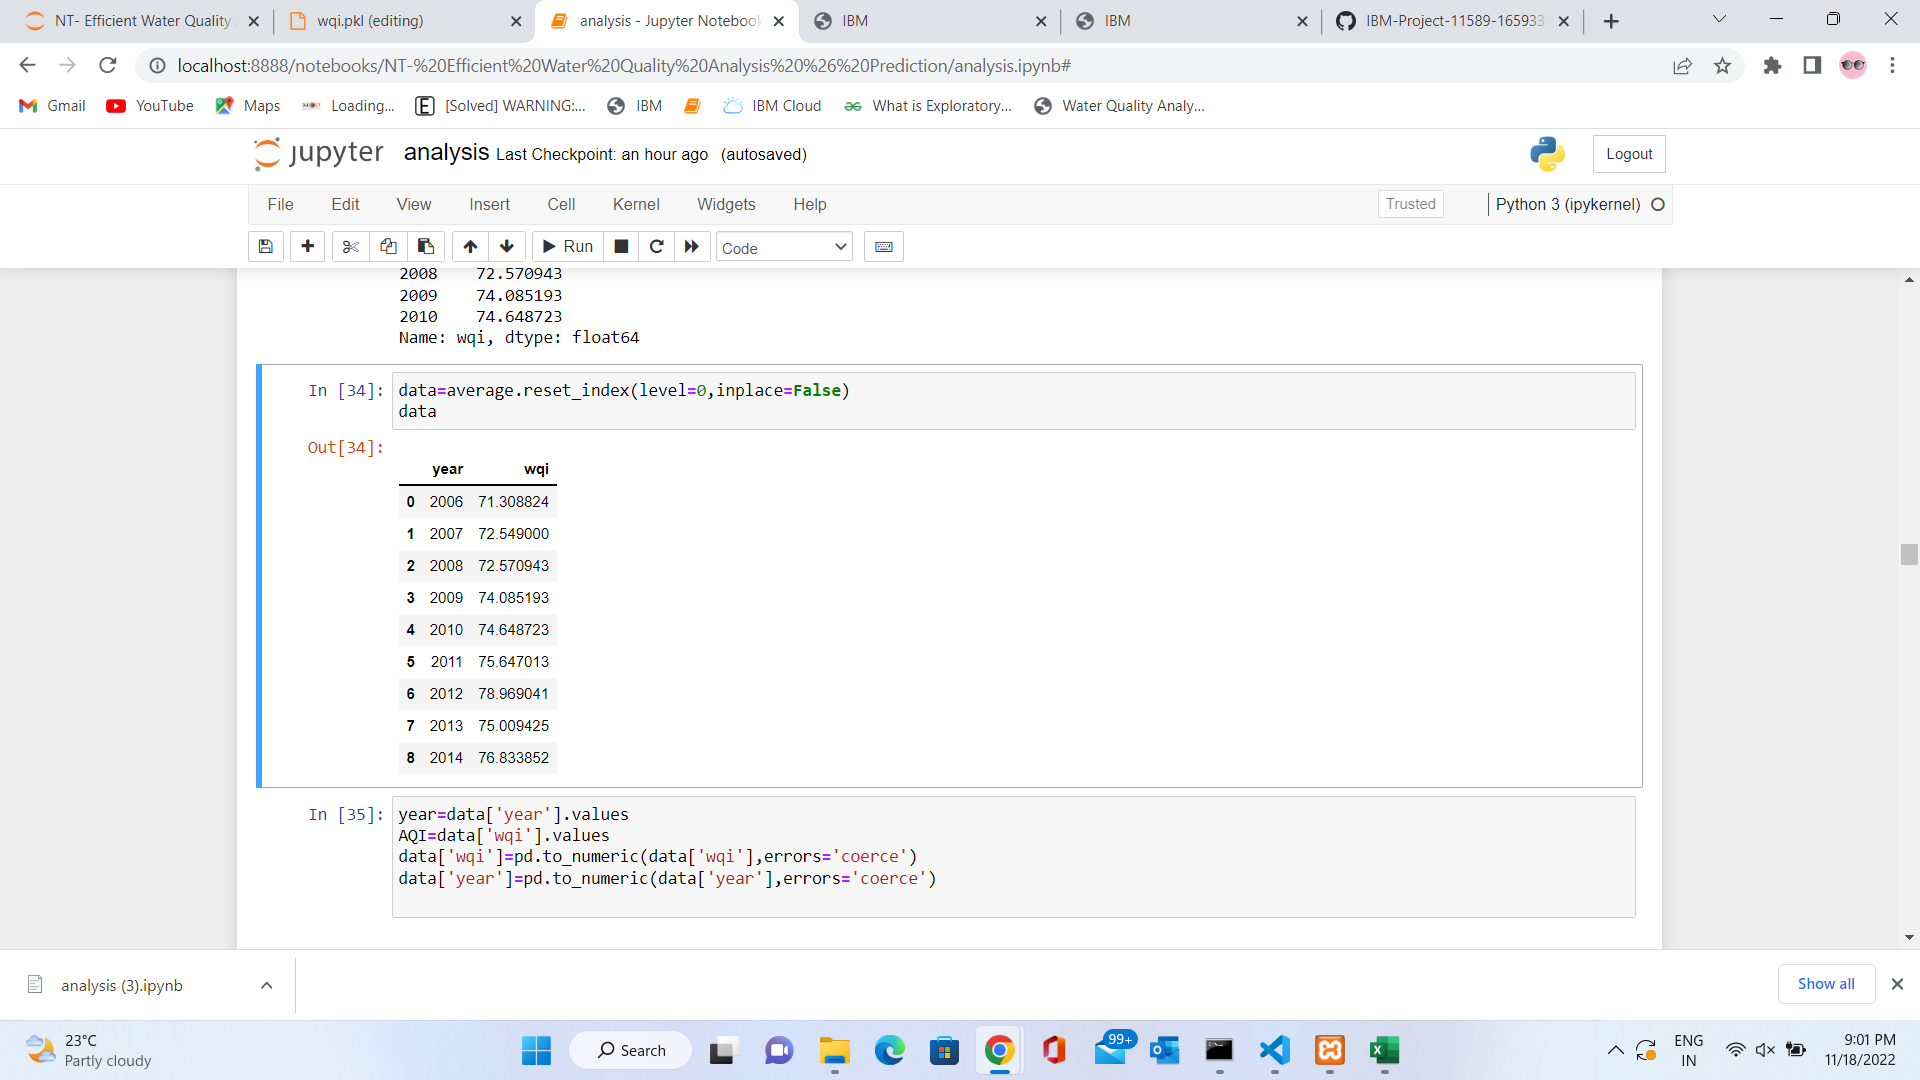 NT- Efficient Water Quality
wqi.pkl (editing)
analysis - Jupyter Notebook
IBM
IBM
IBM-Project-11589-165933
localhost:8888/notebooks/NT-%20Efficient%20Water%20Quality%20Analysis%20%26%20Prediction/analysis.ipynb#
Gmail
YouTube
Maps
Loading...
[Solved] WARNING:...
IBM
IBM Cloud
What is Exploratory...
Water Quality Analy...
jupyter analysis Last Checkpoint: an hour ago (autosaved)
Logout
File Edit View Insert Cell Kernel Widgets Help
Trusted
Python 3 (ipykernel)
Run
Code
2008 72.570943
2009 74.085193
2010 74.648723
Name: wqi, dtype: float64
In [34]: data=average.reset_index(level=0,inplace=False)
data
Out[34]:
year wqi
0 2006 71.308824
1 2007 72.549000
2 2008 72.570943
3 2009 74.085193
4 2010 74.648723
5 2011 75.647013
6 2012 78.969041
7 2013 75.009425
8 2014 76.833852
In [35]: year=data['year'].values
AQI=data['wqi'].values
data['wqi']=pd.to_numeric(data['wqi'],errors='coerce')
data['year']=pd.to_numeric(data['year'],errors='coerce')
analysis (3).ipynb
Show all
23°C
Partly cloudy
Search
99+
ENG
IN
9:01 PM
11/18/2022